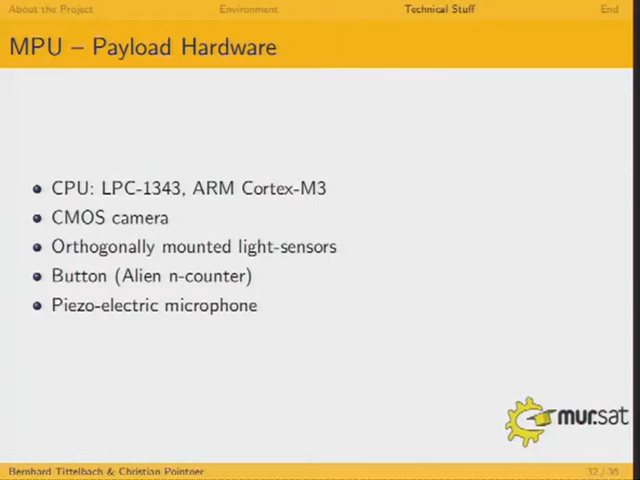 About the Project Environment Technical Stuff End
MPU – Payload Hardware
CPU: LPC-1343, ARM Cortex-M3
CMOS camera
Orthogonally mounted light-sensors
Button (Alien n-counter)
Piezo-electric microphone
mur.sat
Bernhard Tittelbach & Christian Pointner 32 / 36